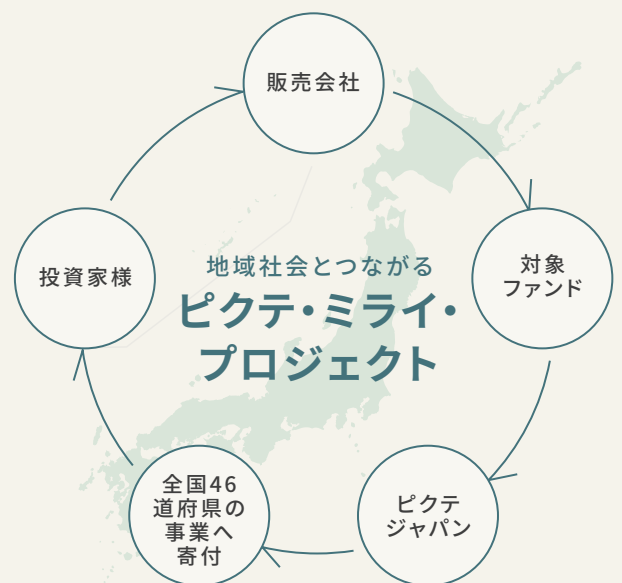 販売会社
投資家様
地域社会とつながる
ピクテ・ミライ・
プロジェクト
対象
ファンド
全国46
道府県の
事業へ
寄付
ピクテ
ジャパン